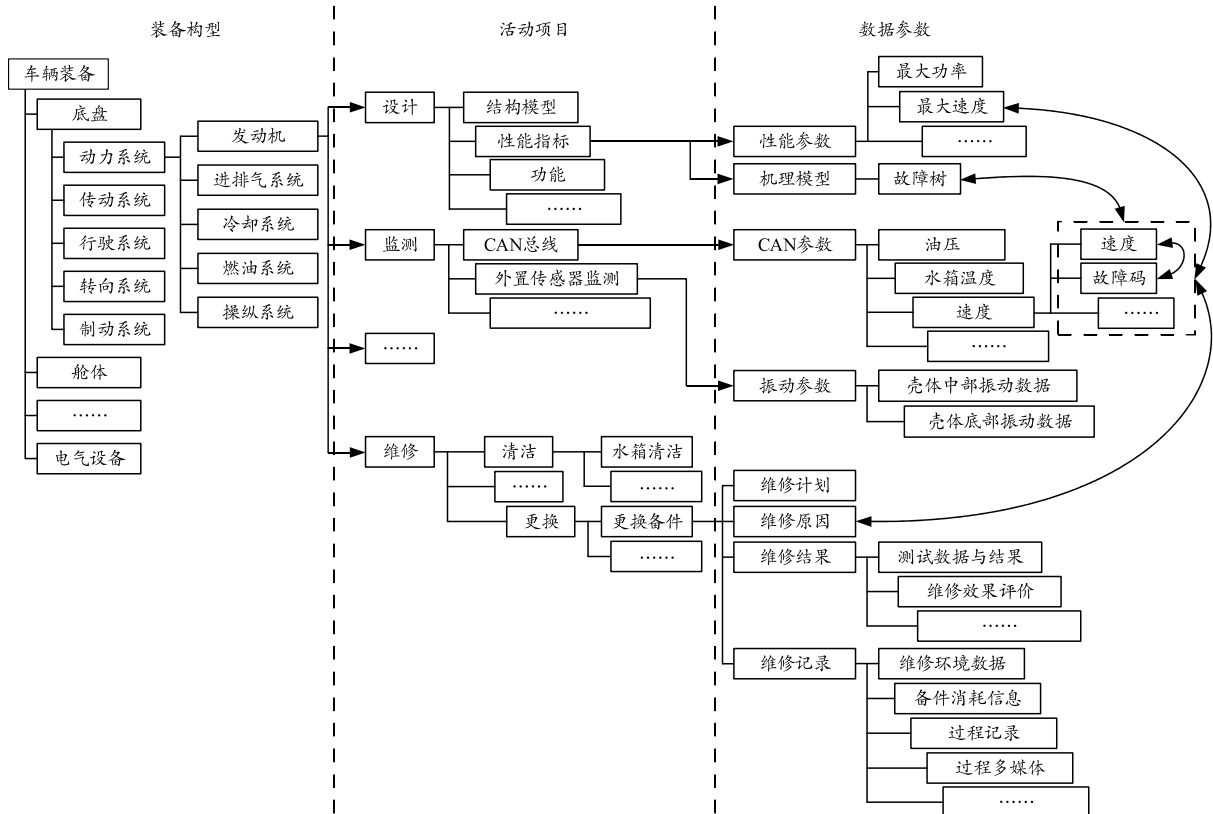 装备构型
活动项目
数据参数
车辆装备
底盘
动力系统
传动系统
行驶系统
转向系统
制动系统
舱体
……
电气设备
发动机
进排气系统
冷却系统
燃油系统
操纵系统
设计
结构模型
性能指标
功能
……
监测
CAN总线
外置传感器监测
……
……
维修
清洁
水箱清洁
……
……
更换
更换备件
……
性能参数
最大功率
最大速度
……
机理模型
故障树
CAN参数
油压
水箱温度
速度
……
速度
故障码
……
振动参数
壳体中部振动数据
壳体底部振动数据
维修计划
维修原因
维修结果
测试数据与结果
维修效果评价
……
维修记录
维修环境数据
备件消耗信息
过程记录
过程多媒体
……